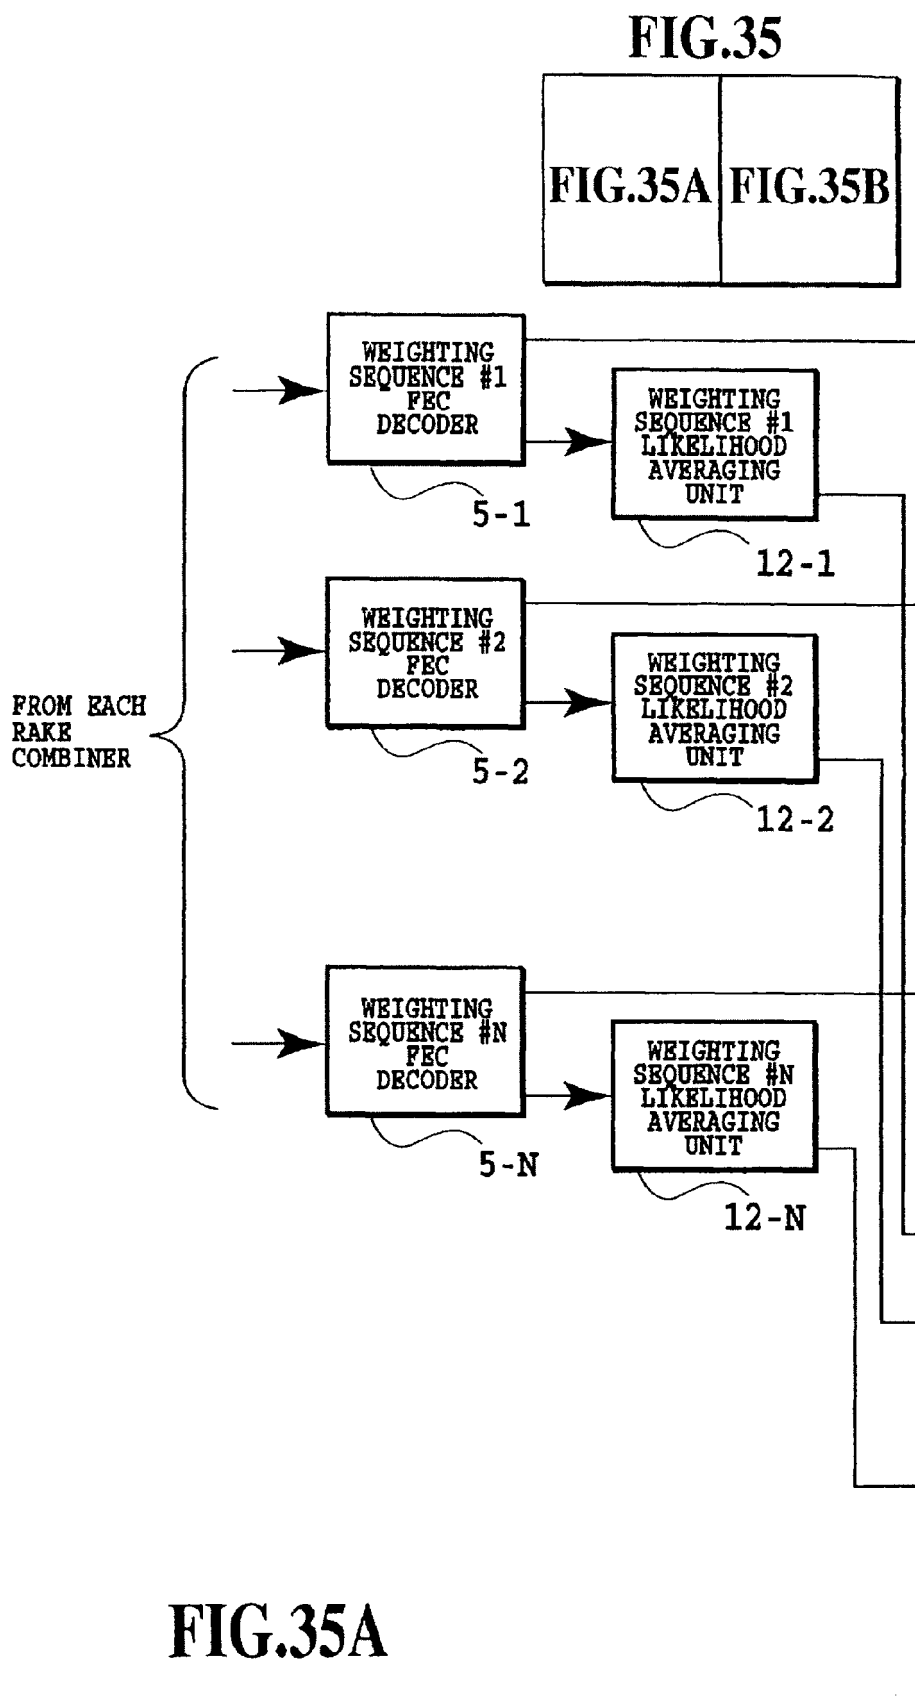 FIG.35
FIG.35A
FIG.35B
WEIGHTING
SEQUENCE #1
FEC
DECODER
5-1
WEIGHTING
SEQUENCE #1
LIKELIHOOD
AVERAGING
UNIT
12-1
WEIGHTING
SEQUENCE #2
FEC
DECODER
5-2
WEIGHTING
SEQUENCE #2
LIKELIHOOD
AVERAGING
UNIT
12-2
FROM EACH
RAKE
COMBINER
WEIGHTING
SEQUENCE #N
FEC
DECODER
5-N
WEIGHTING
SEQUENCE #N
LIKELIHOOD
AVERAGING
UNIT
12-N
FIG.35A